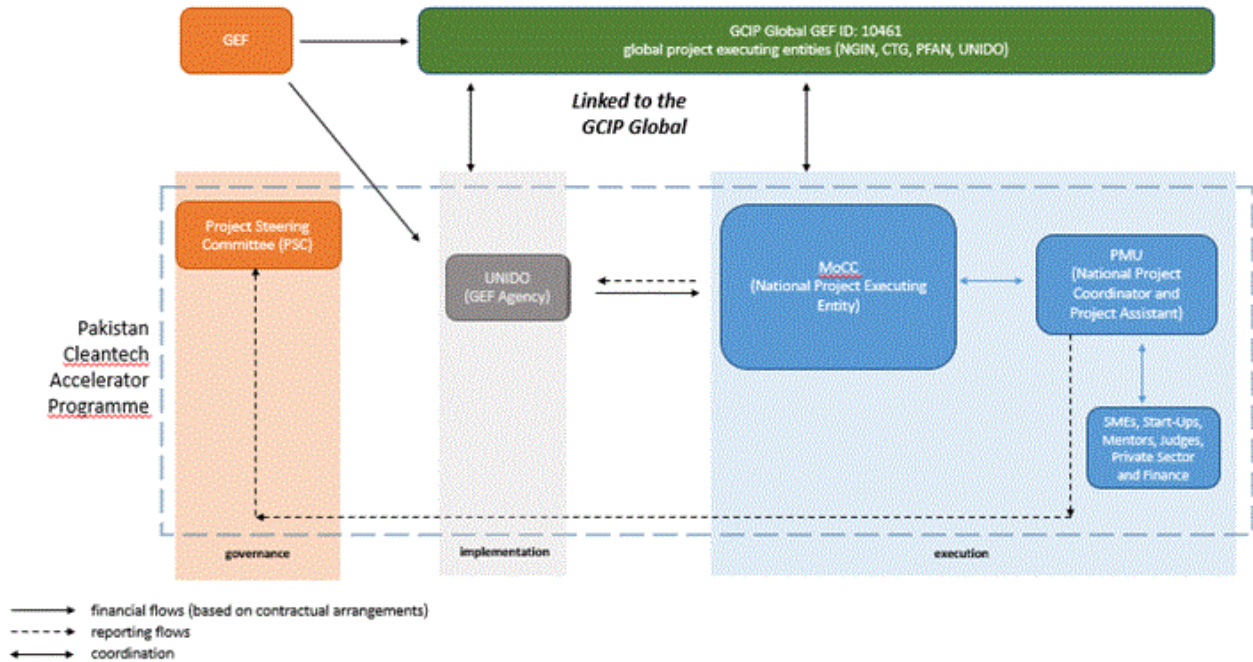 GEF
GCIP Global GEF ID: 10461
global project executing entities (NGIN, CTG, PFAN, UNIDO)
Linked to the
GCIP Global
Project Steering
Committee (PSC)
UNIDO
(GEF Agency)
MoCC
(National Project Executing
Entity)
PMU
(National Project
Coordinator and
Project Assistant)
Pakistan
Cleantech
Accelerator
Programme
SMEs, Start-Ups,
Mentors, Judges,
Private Sector
and Finance
governance
implementation
execution
financial flows (based on contractual arrangements)
reporting flows
coordination